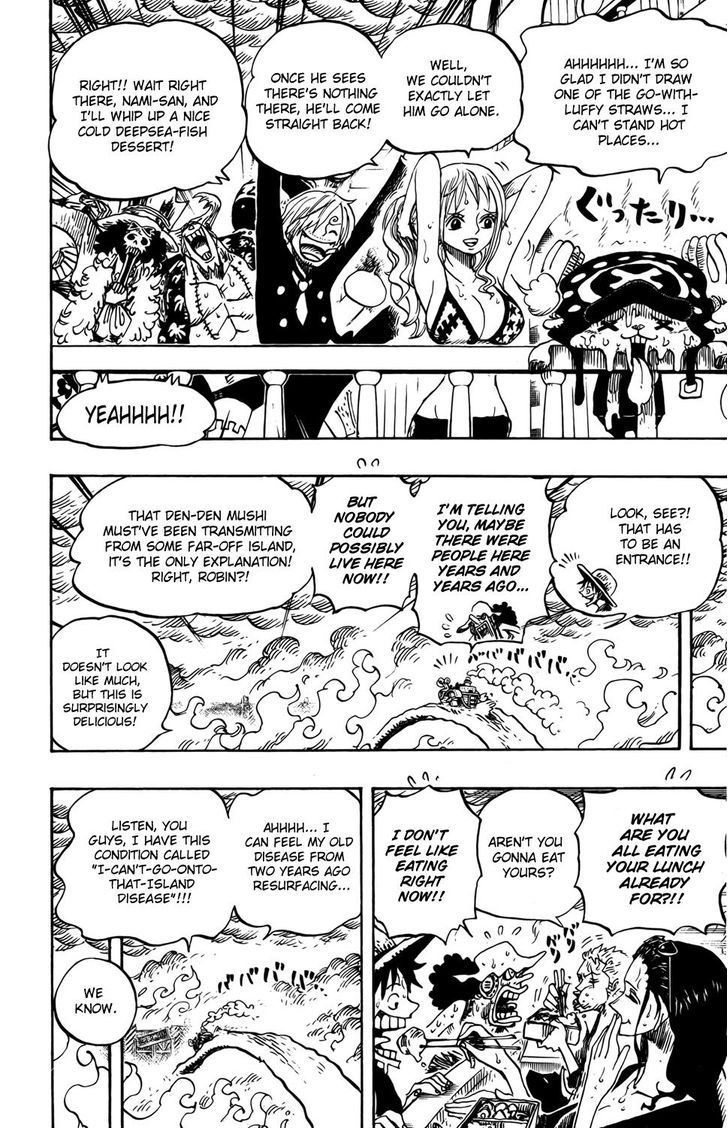 AHHHHHH... I'M SO
GLAD I DIDN'T DRAW
ONE OF THE GO-WITH-
LUFFY STRAWS... I
CAN'T STAND HOT
PLACES...
WELL,
WE COULDN'T
EXACTLY LET
HIM GO ALONE.
ONCE HE SEES
THERE'S NOTHING
THERE, HE'LL COME
STRAIGHT BACK!
RIGHT!! WAIT RIGHT
THERE, NAMI-SAN, AND
I'LL WHIP UP A NICE
COLD DEEPSEA-FISH
DESSERT!
ぐったり...
YEAHHHH!!
LOOK, SEE?!
THAT HAS
TO BE AN
ENTRANCE!!
I'M TELLING
YOU, MAYBE
THERE WERE
PEOPLE HERE
YEARS AND
YEARS AGO...
BUT
NOBODY
COULD
POSSIBLY
LIVE HERE
NOW!!
THAT DEN-DEN MUSHI
MUST'VE BEEN TRANSMITTING
FROM SOME FAR-OFF ISLAND,
IT'S THE ONLY EXPLANATION!
RIGHT, ROBIN?!
IT
DOESN'T LOOK
LIKE MUCH,
BUT THIS IS
SURPRISINGLY
DELICIOUS!
ババババババ
WHAT
ARE YOU
ALL EATING
YOUR LUNCH
ALREADY
FOR?!!
AREN'T YOU
GONNA EAT
YOURS?
I DON'T
FEEL LIKE
EATING
RIGHT
NOW!!
AHHHH... I
CAN FEEL MY OLD
DISEASE FROM
TWO YEARS AGO
RESURFACING...
LISTEN, YOU
GUYS, I HAVE THIS
CONDITION CALLED
"I-CAN'T-GO-ONTO-
THAT-ISLAND
DISEASE"!!!
WE
KNOW.